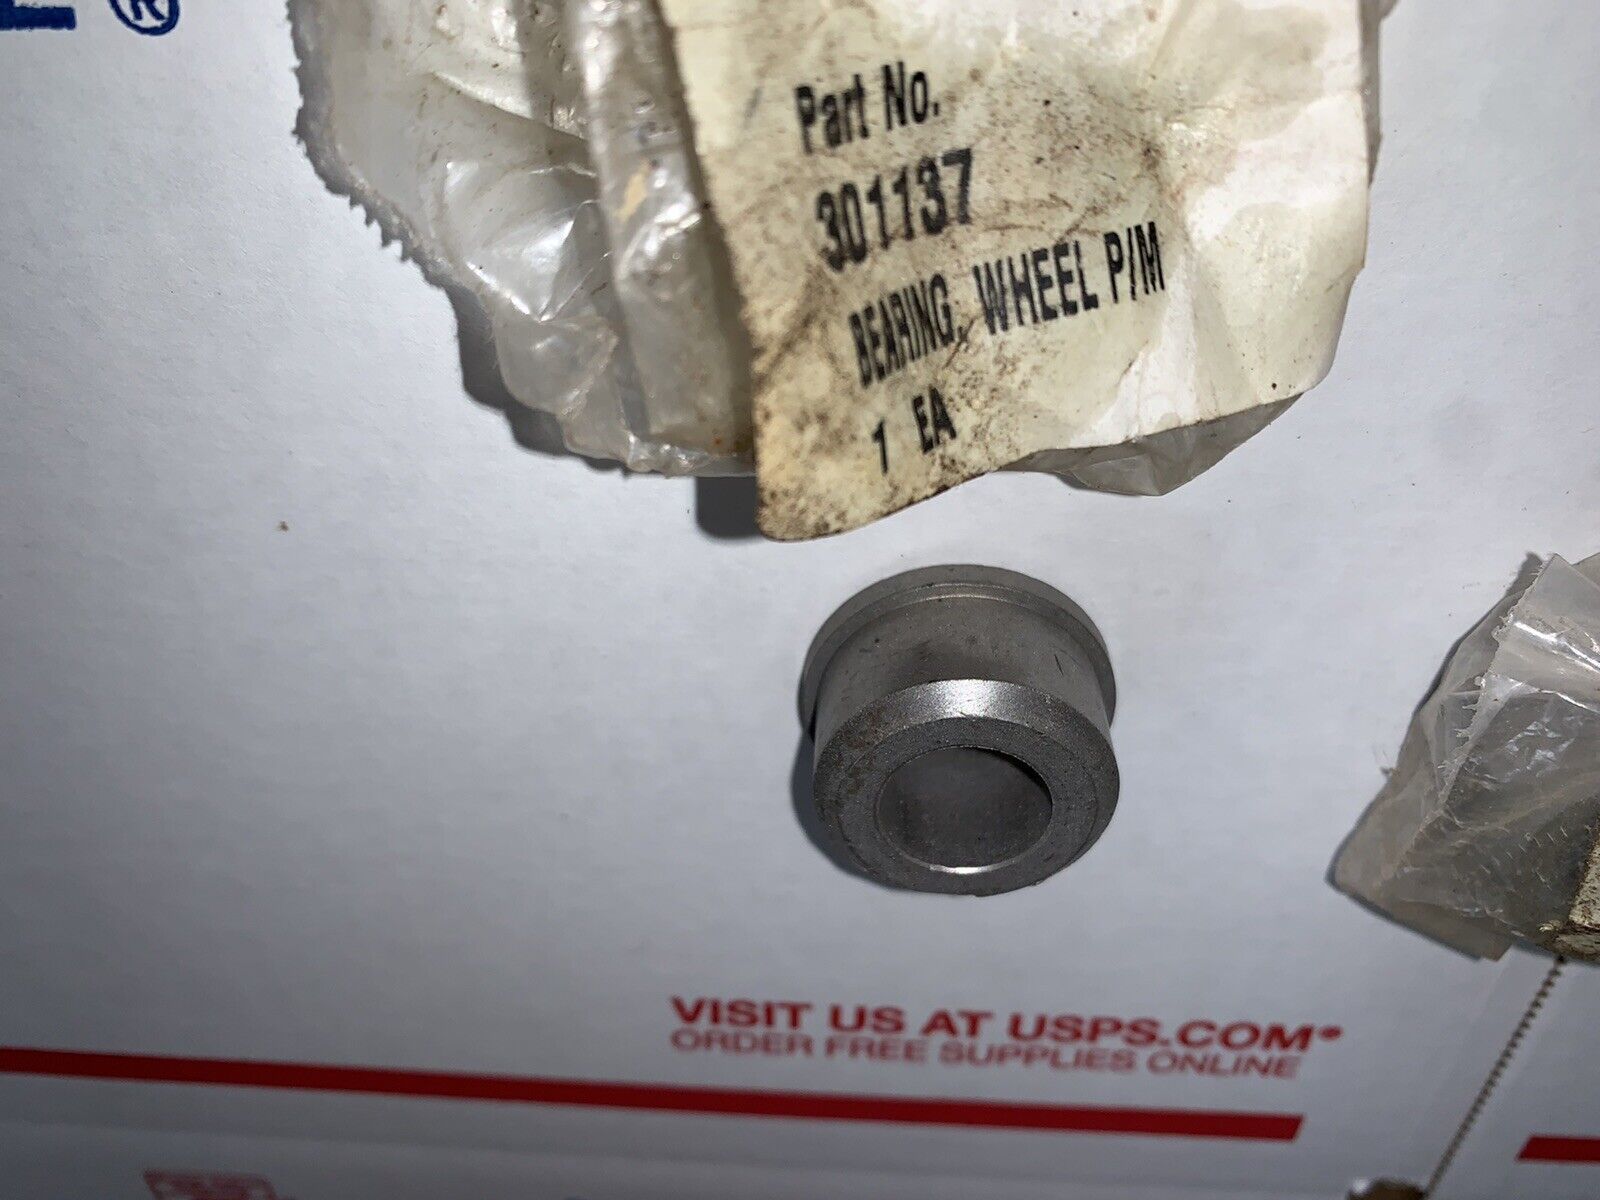 ®
Part No.
301137
BEARING, WHEEL P/M
1 EA
VISIT US AT USPS.COM®
ORDER FREE SUPPLIES ONLINE